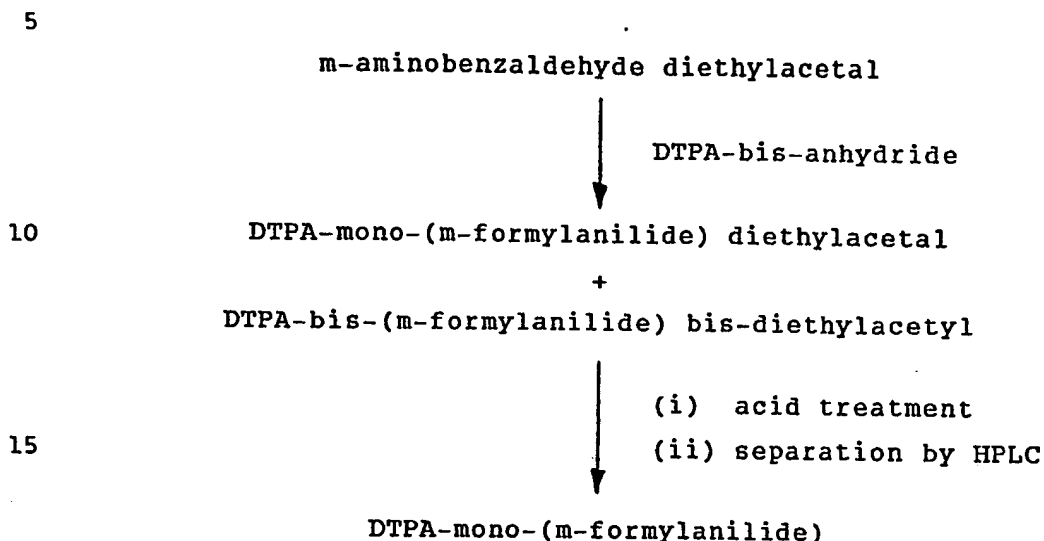 5
m-aminobenzaldehyde diethylacetal
DTPA-bis-anhydride
10 DTPA-mono-(m-formylanilide) diethylacetal
+
DTPA-bis-(m-formylanilide) bis-diethylacetyl
(i) acid treatment
15 (ii) separation by HPLC
DTPA-mono-(m-formylanilide)